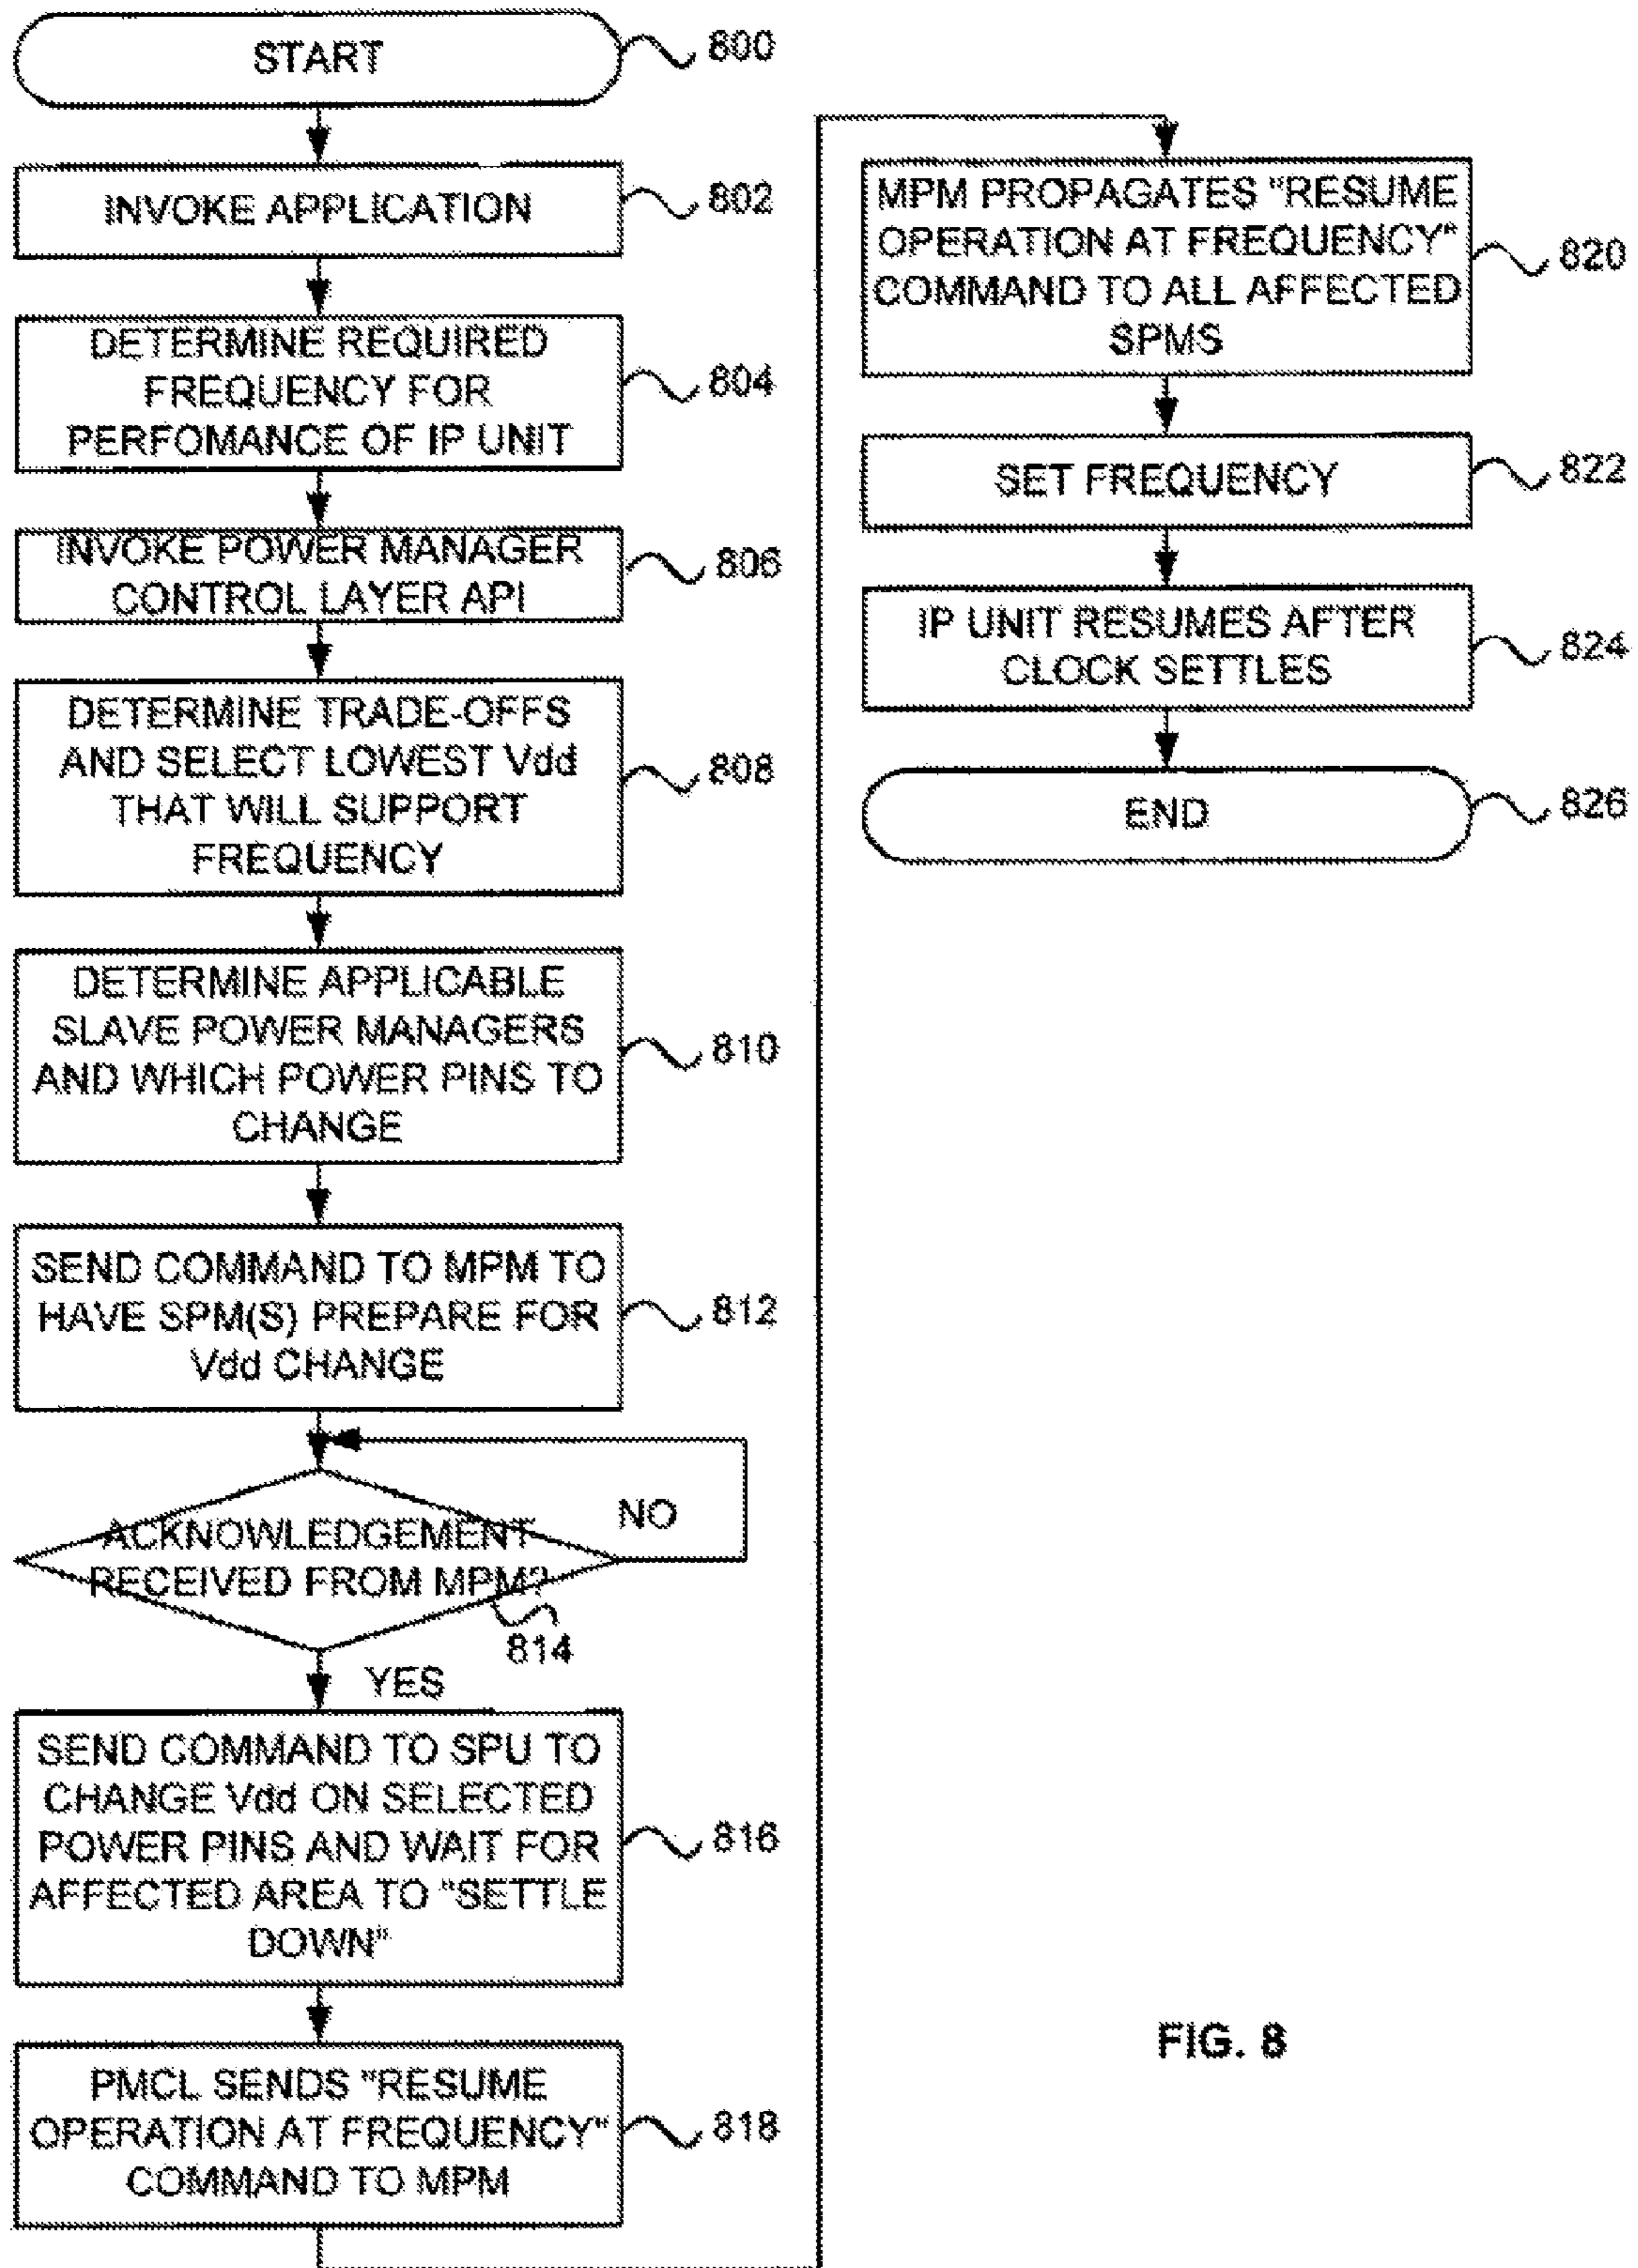 START
800
INVOKE APPLICATION
802
DETERMINE REQUIRED
FREQUENCY FOR
PERFOMANCE OF IP UNIT
804
INVOKE POWER MANAGER
CONTROL LAYER API
806
DETERMINE TRADE-OFFS
AND SELECT LOWEST Vdd
THAT WILL SUPPORT
FREQUENCY
808
DETERMINE APPLICABLE
SLAVE POWER MANAGERS
AND WHICH POWER PINS TO
CHANGE
810
SEND COMMAND TO MPM TO
HAVE SPM(S) PREPARE FOR
Vdd CHANGE
812
ACKNOWLEDGEMENT
RECEIVED FROM MPM?
NO
814
YES
SEND COMMAND TO SPU TO
CHANGE Vdd ON SELECTED
POWER PINS AND WAIT FOR
AFFECTED AREA TO "SETTLE
DOWN"
816
PMCL SENDS "RESUME
OPERATION AT FREQUENCY"
COMMAND TO MPM
818
MPM PROPAGATES "RESUME
OPERATION AT FREQUENCY"
COMMAND TO ALL AFFECTED
SPMS
820
SET FREQUENCY
822
IP UNIT RESUMES AFTER
CLOCK SETTLES
824
END
826
FIG. 8